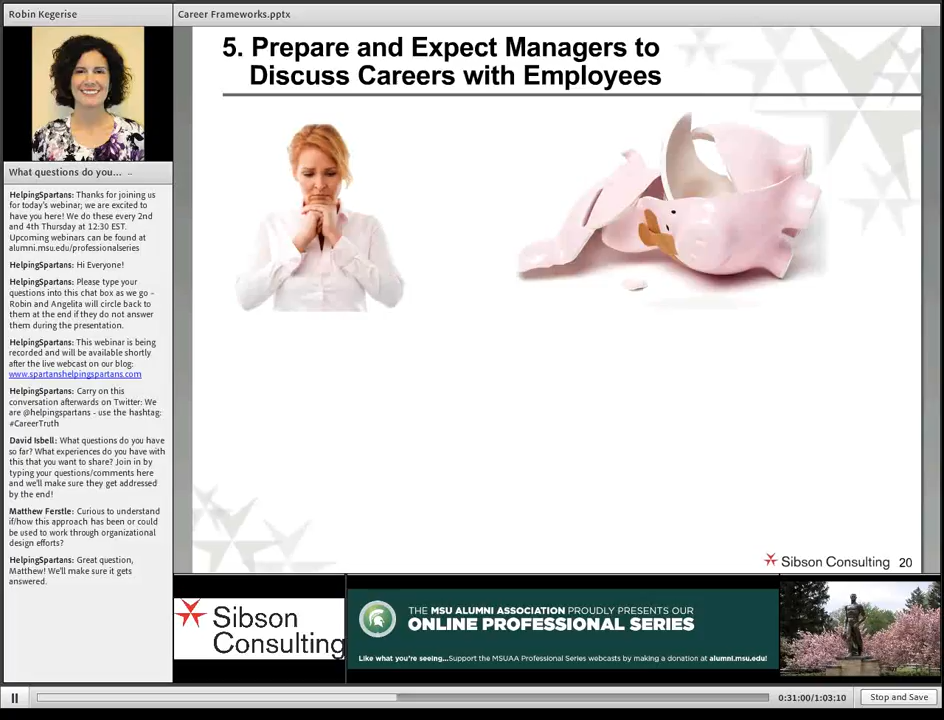 Robin Kegerise
Career Frameworks.pptx
5. Prepare and Expect Managers to
Discuss Careers with Employees
What questions do you...
HelpingSpartans: Thanks for joining us
for today's webinar; we are excited to
have you here! We do these every 2nd
and 4th Thursday at 12:30 EST.
Upcoming webinars can be found at
alumni.msu.edu/professionalseries
HelpingSpartans: Hi Everyone!
HelpingSpartans: Please type your
questions into this chat box as we go -
Robin and Angelita will circle back to
them at the end if they do not answer
them during the presentation.
HelpingSpartans: This webinar is being
recorded and will be available shortly
after the live webcast on our blog:
www.spartanshelpingspartans.com
HelpingSpartans: Carry on this
conversation afterwards on Twitter: We
are @helpingspartans - use the hashtag:
#CareerTruth
David Isbell: What questions do you have
so far? What experiences do you have with
this that you want to share? Join in by
typing your questions/comments here
and we'll make sure they get addressed
by the end!
Matthew Ferstle: Curious to understand
if/how this approach has been or could
be used to work through organizational
design efforts?
HelpingSpartans: Great question,
Matthew! We'll make sure it gets
answered.
Sibson Consulting 20
Sibson
Consulting
THE MSU ALUMNI ASSOCIATION PROUDLY PRESENTS OUR
ONLINE PROFESSIONAL SERIES
Like what you're seeing...Support the MSUAA Professional Series webcasts by making a donation at alumni.msu.edu!
0:31:00/1:03:10
Stop and Save